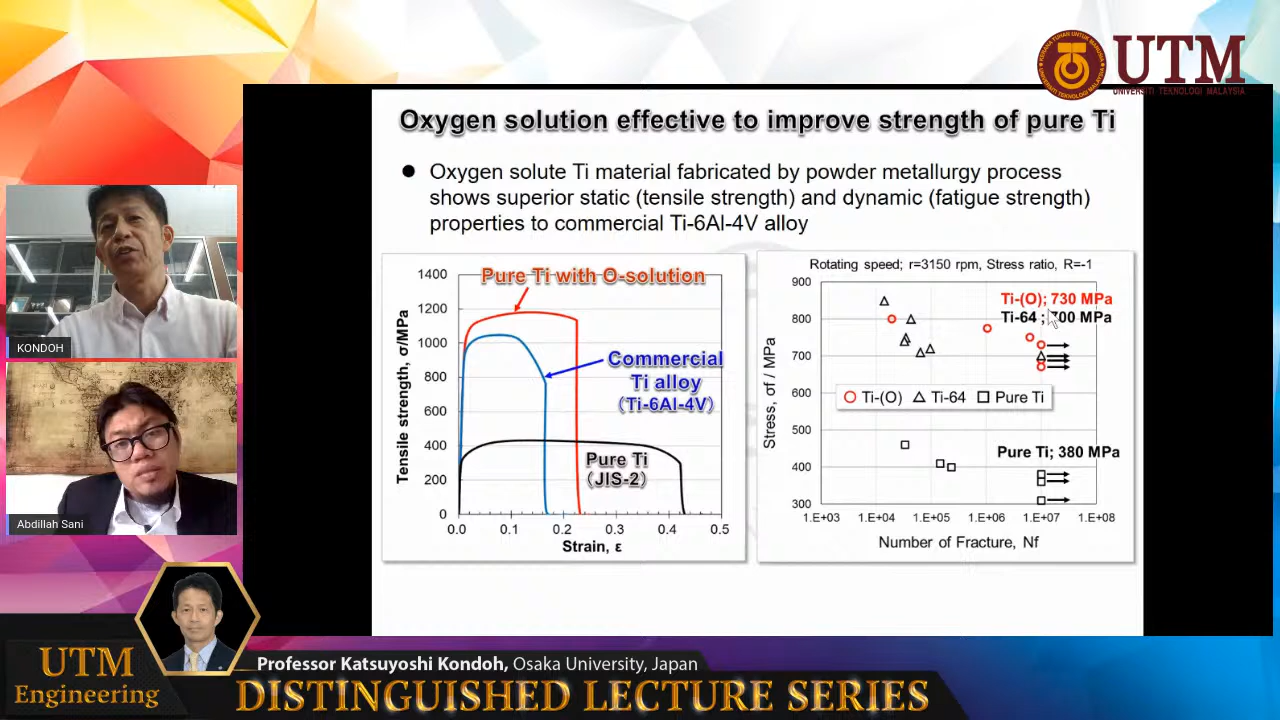 UTM
UNIVERSITI TEKNOLOGI MALAYSIA
Oxygen solution effective to improve strength of pure Ti
● Oxygen solute Ti material fabricated by powder metallurgy process
shows superior static (tensile strength) and dynamic (fatigue strength)
properties to commercial Ti-6Al-4V alloy
KONDOH
Abdillah Sani
Tensile strength, σ/MPa
1400
1200
1000
800
600
400
200
0
0.0
0.1
0.2
0.3
0.4
0.5
Strain, ε
Pure Ti with O-solution
Commercial
Ti alloy
(Ti-6Al-4V)
Pure Ti
(JIS-2)
Rotating speed; r=3150 rpm, Stress ratio, R=-1
Stress, σf / MPa
900
800
700
600
500
400
300
Ti-(O); 730 MPa
Ti-64 ; 700 MPa
Ti-(O) Ti-64 Pure Ti
Pure Ti; 380 MPa
1.E+03
1.E+04
1.E+05
1.E+06
1.E+07
1.E+08
Number of Fracture, Nf
UTM
Engineering
Professor Katsuyoshi Kondoh, Osaka University, Japan
DISTINGUISHED LECTURE SERIES